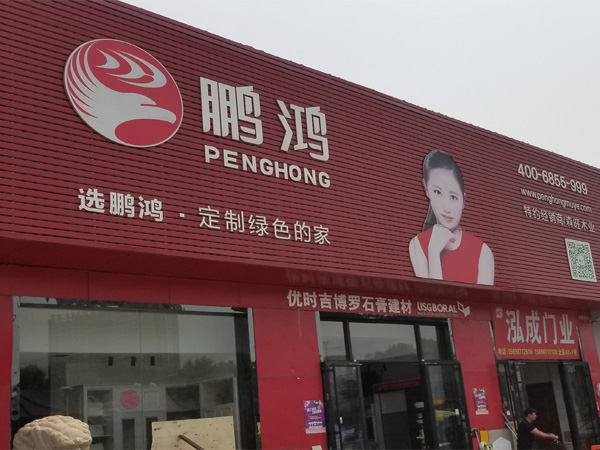 鹏鸿
PENGHONG
选鹏鸿·定制绿色的家
400-6855-999
www.penghongmuye.com
特约经销商/森旺木业
优时吉博罗石膏建材 USGBORAL
泓成门业